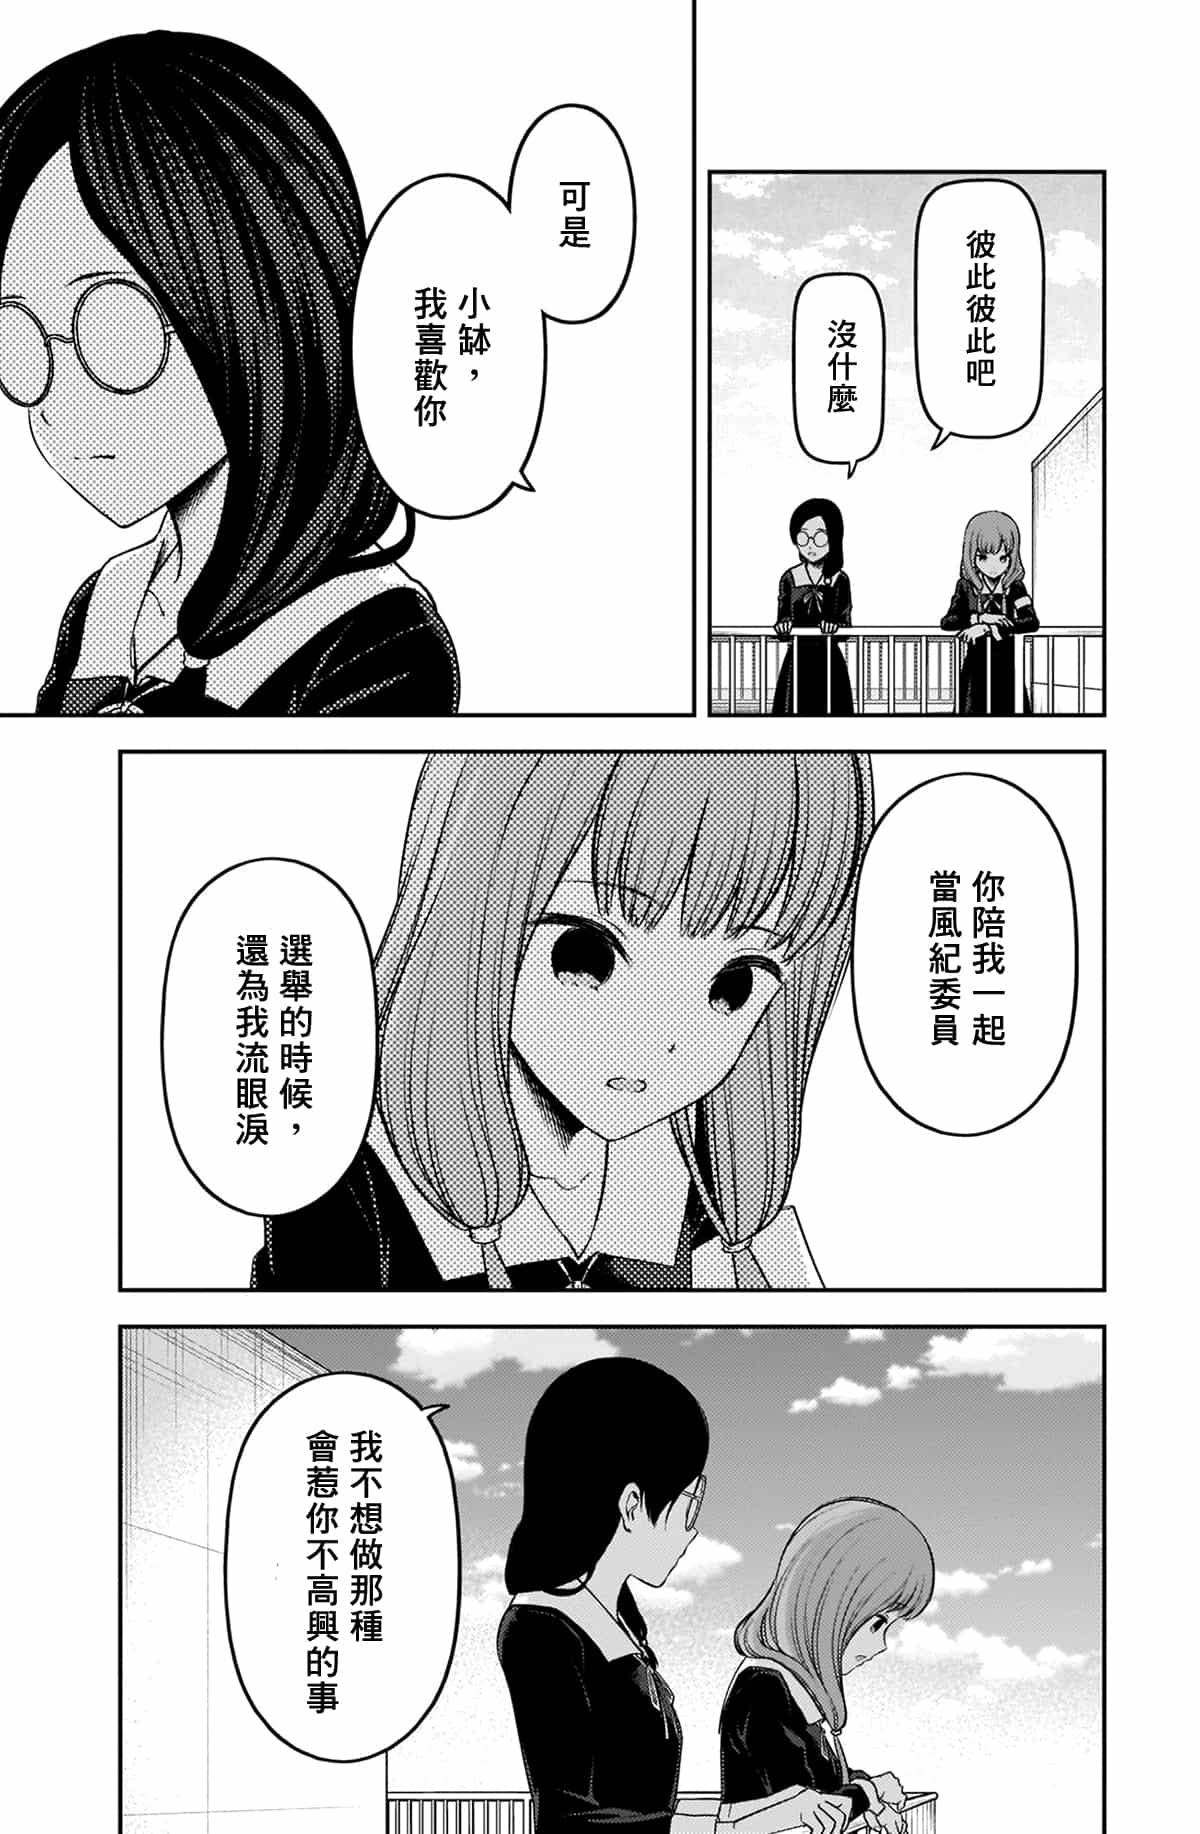 彼此彼此吧
沒什麼
可是
小缽，
我喜歡你
你陪我一起
當風紀委員
選舉的時候，
還為我流眼淚
我不想做那種
會惹你不高興的事